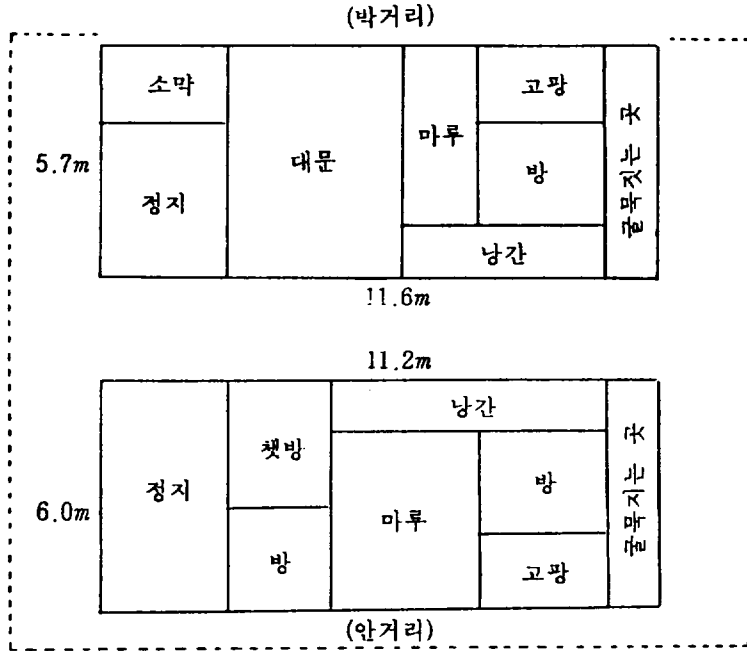 (박거리)
소막
정지
대문
마루
고팡
방
낭간
굴묵짓는 곳
5.7m
11.6m
11.2m
낭간
정지
챗방
방
마루
방
고팡
굴묵지는 곳
6.0m
(안거리)